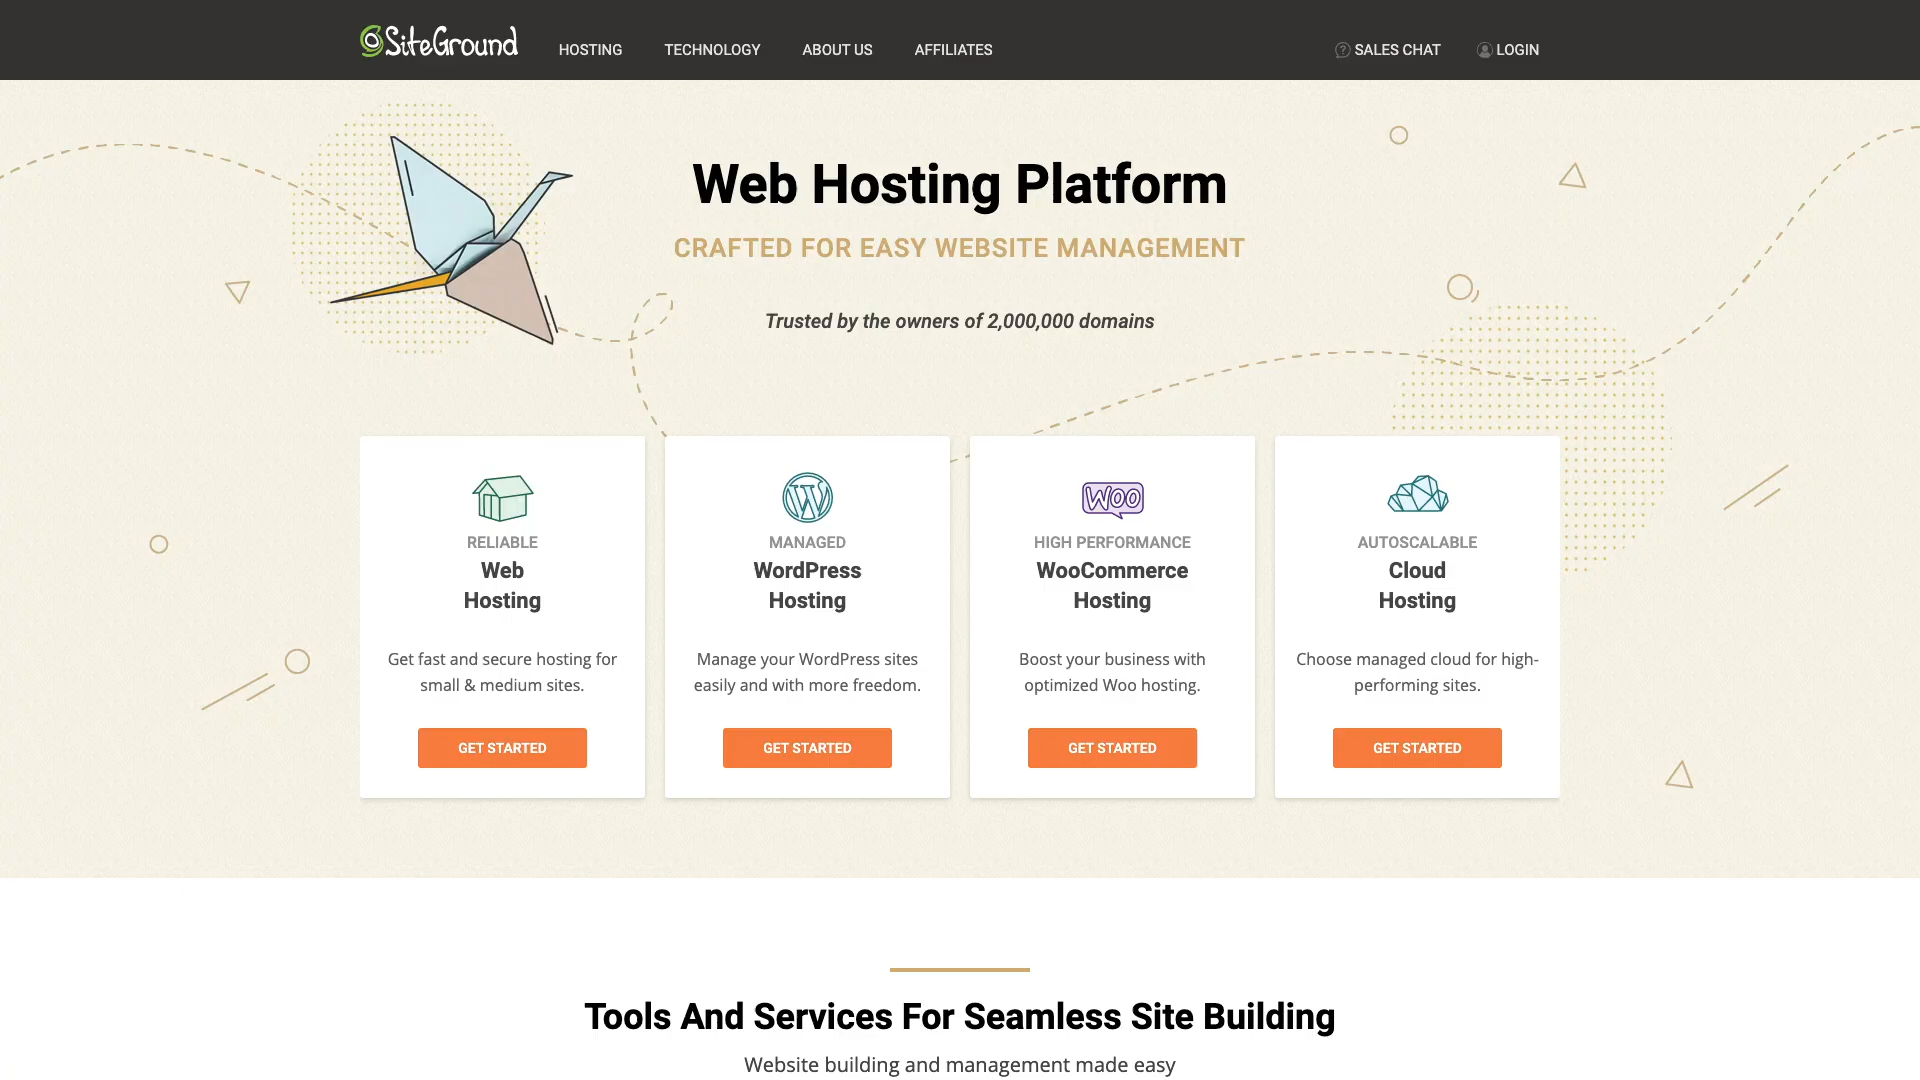 SiteGround
HOSTING
TECHNOLOGY
ABOUT US
AFFILIATES
SALES CHAT
LOGIN
Web Hosting Platform
CRAFTED FOR EASY WEBSITE MANAGEMENT
Trusted by the owners of 2,000,000 domains
RELIABLE
Web
Hosting
Get fast and secure hosting for
small & medium sites.
GET STARTED
MANAGED
WordPress
Hosting
Manage your WordPress sites
easily and with more freedom.
GET STARTED
WOO
HIGH PERFORMANCE
WooCommerce
Hosting
Boost your business with
optimized Woo hosting.
GET STARTED
AUTOSCALABLE
Cloud
Hosting
Choose managed cloud for high-
performing sites.
GET STARTED
Tools And Services For Seamless Site Building
Website building and management made easy